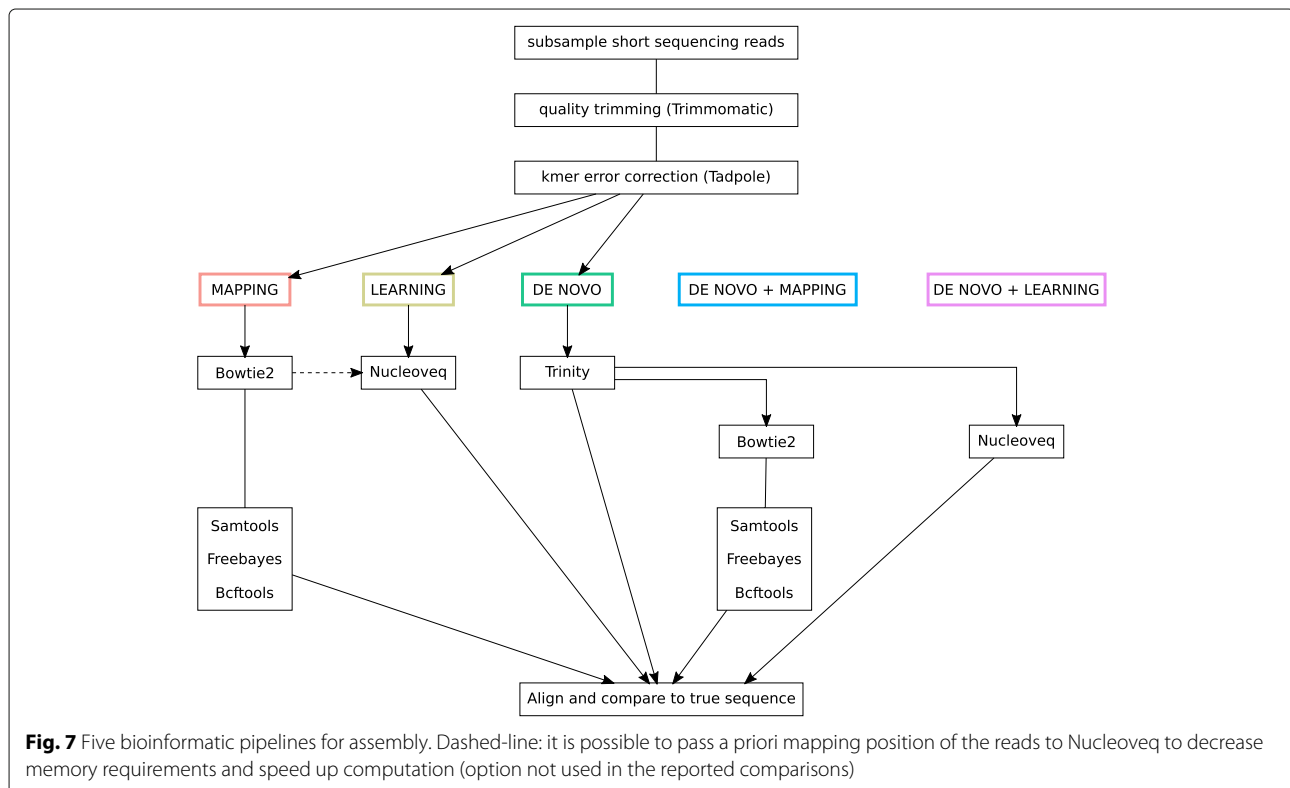 subsample short sequencing reads
quality trimming (Trimmomatic)
kmer error correction (Tadpole)
MAPPING
LEARNING
DE NOVO
DE NOVO + MAPPING
DE NOVO + LEARNING
Bowtie2
Nucleoveq
Trinity
Bowtie2
Nucleoveq
Samtools
Freebayes
Bcftools
Samtools
Freebayes
Bcftools
Align and compare to true sequence
Fig. 7 Five bioinformatic pipelines for assembly. Dashed-line: it is possible to pass a priori mapping position of the reads to Nucleoveq to decrease
memory requirements and speed up computation (option not used in the reported comparisons)